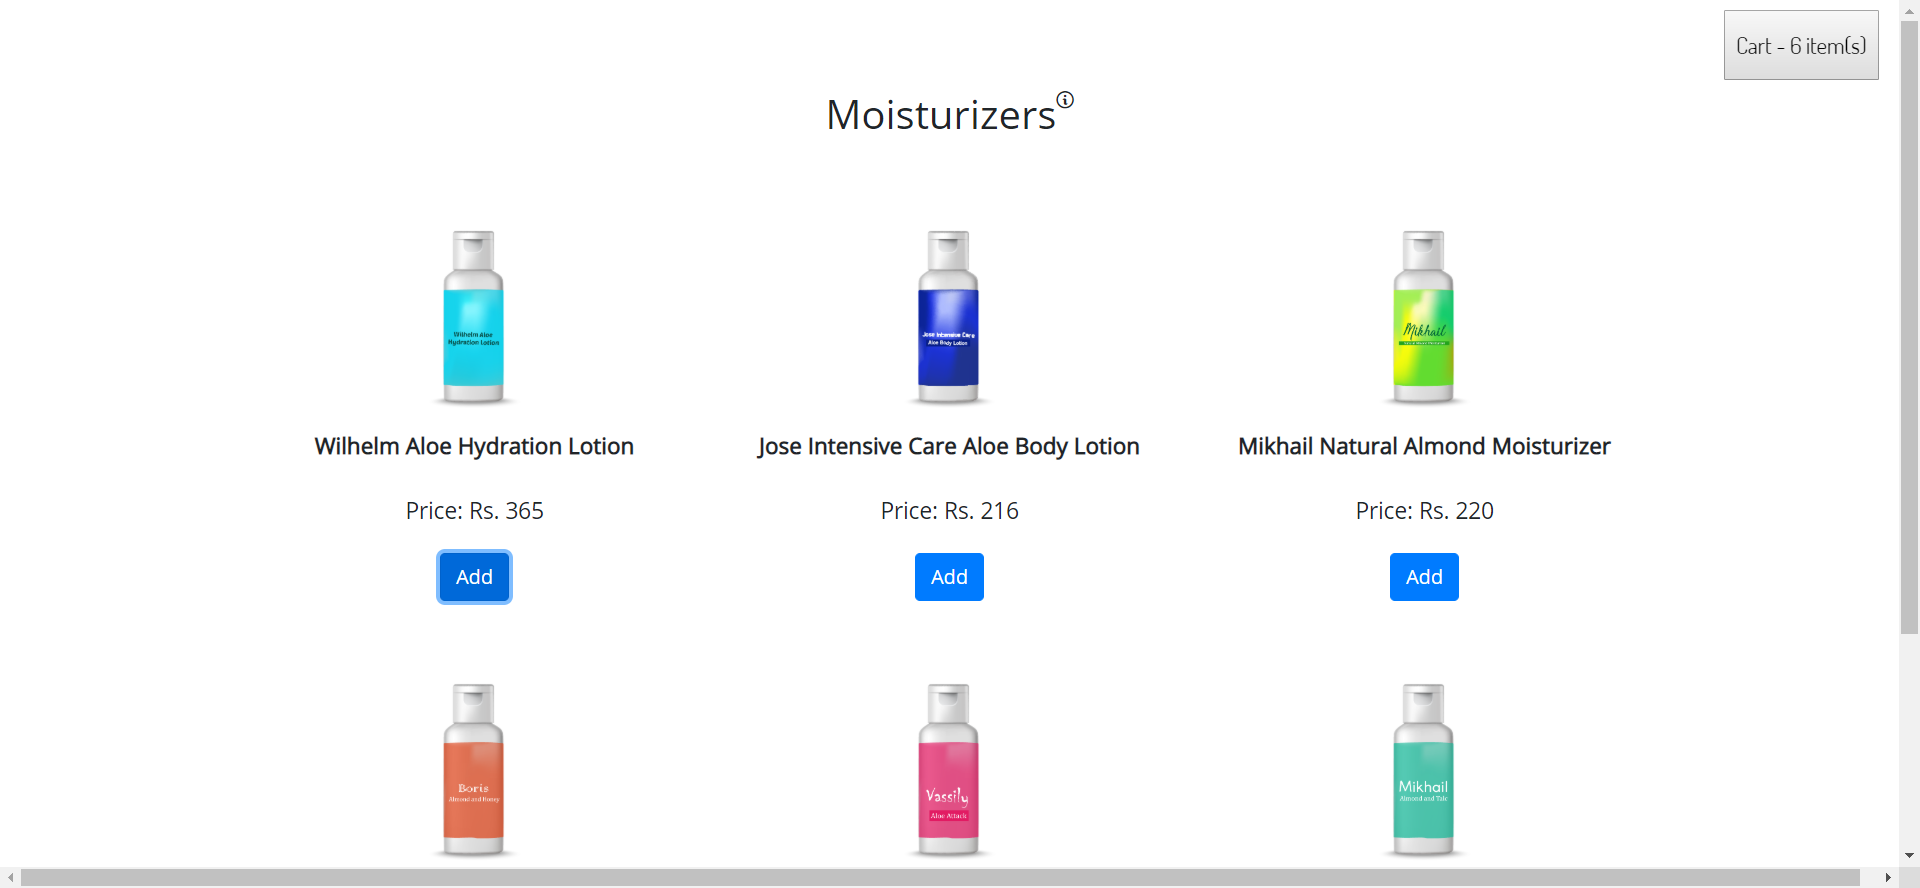 Cart - 6 item(s)
Moisturizers
Wilhelm Aloe
Hydration Lotion
Jose Intensive Care
Aloe Body Lotion
Mikhail
Wilhelm Aloe Hydration Lotion
Jose Intensive Care Aloe Body Lotion
Mikhail Natural Almond Moisturizer
Price: Rs. 365
Price: Rs. 216
Price: Rs. 220
Add
Add
Add
Boris
Almond and Honey
Vassily
Aloe Attack
Mikhail
Almond and Talc